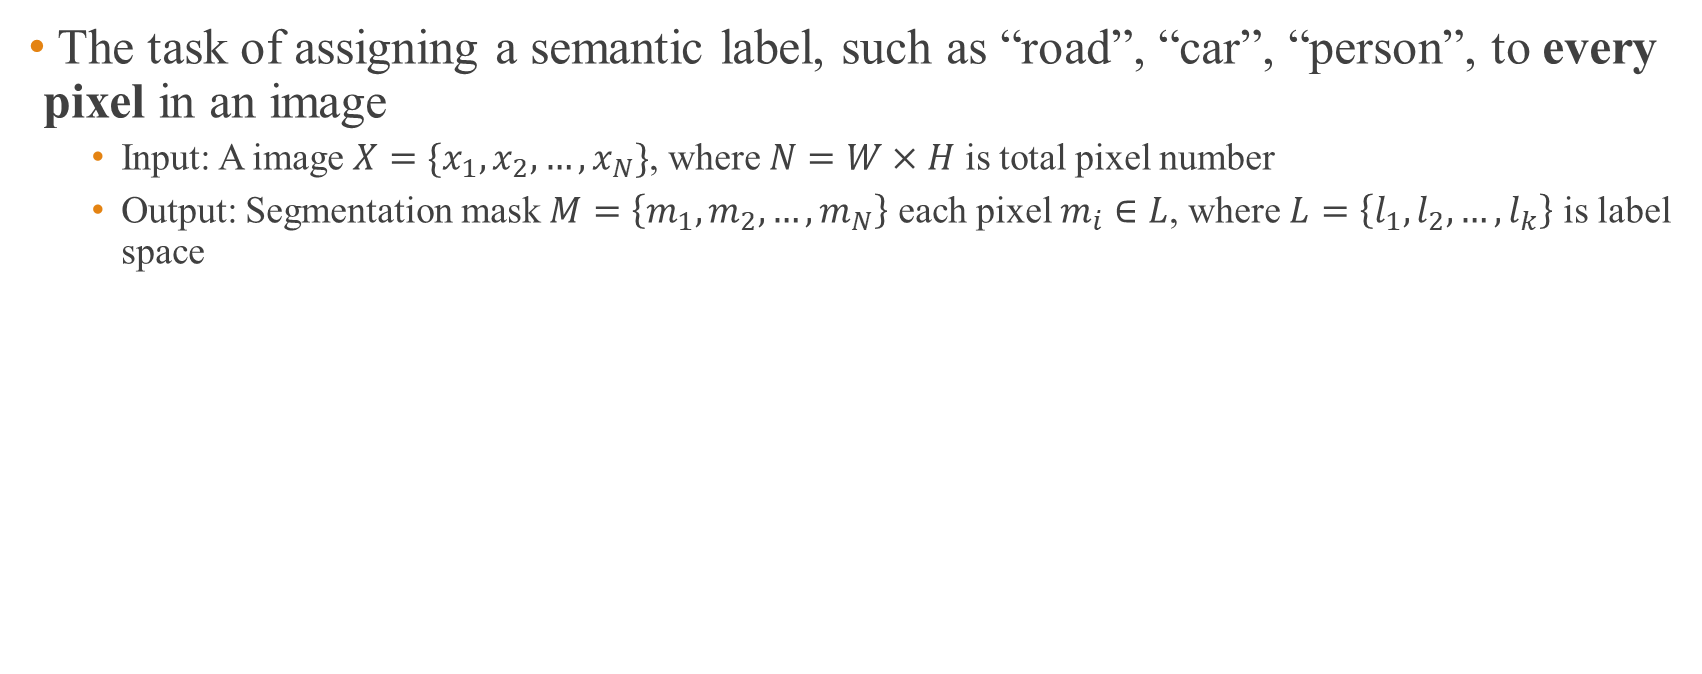 • The task of assigning a semantic label, such as “road”, “car”, “person”, to every
pixel in an image
• Input: A image X = {x₁, x₂, …, x_N}, where N = W × H is total pixel number
• Output: Segmentation mask M = {m₁, m₂, …, m_N} each pixel mᵢ ∈ L, where L = {l₁, l₂, …, lₖ} is label
space